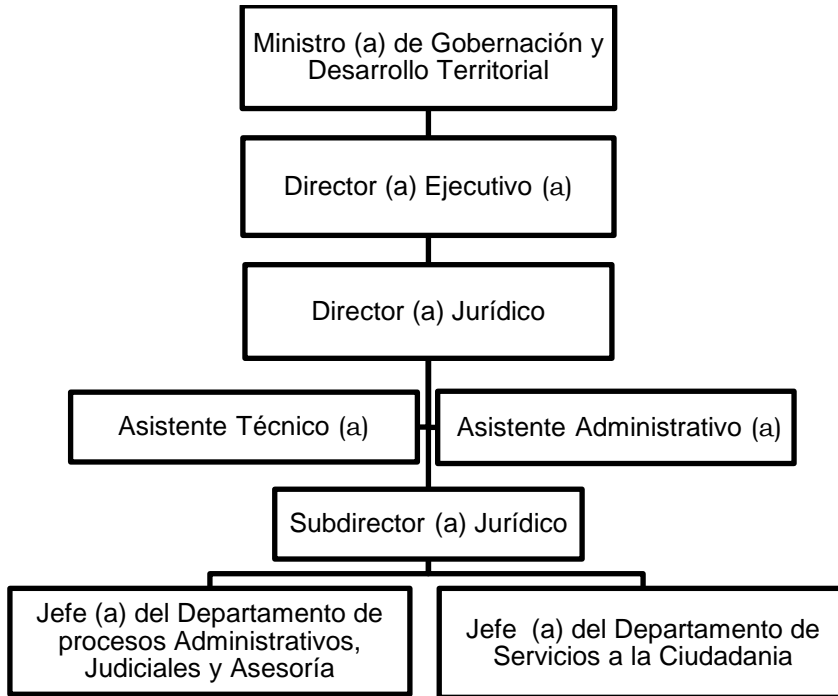 Ministro (a) de Gobernación y
Desarrollo Territorial
Director (a) Ejecutivo (a)
Director (a) Jurídico
Asistente Técnico (a)
Asistente Administrativo (a)
Subdirector (a) Jurídico
Jefe (a) del Departamento de
procesos Administrativos,
Judiciales y Asesoría
Jefe (a) del Departamento de
Servicios a la Ciudadania